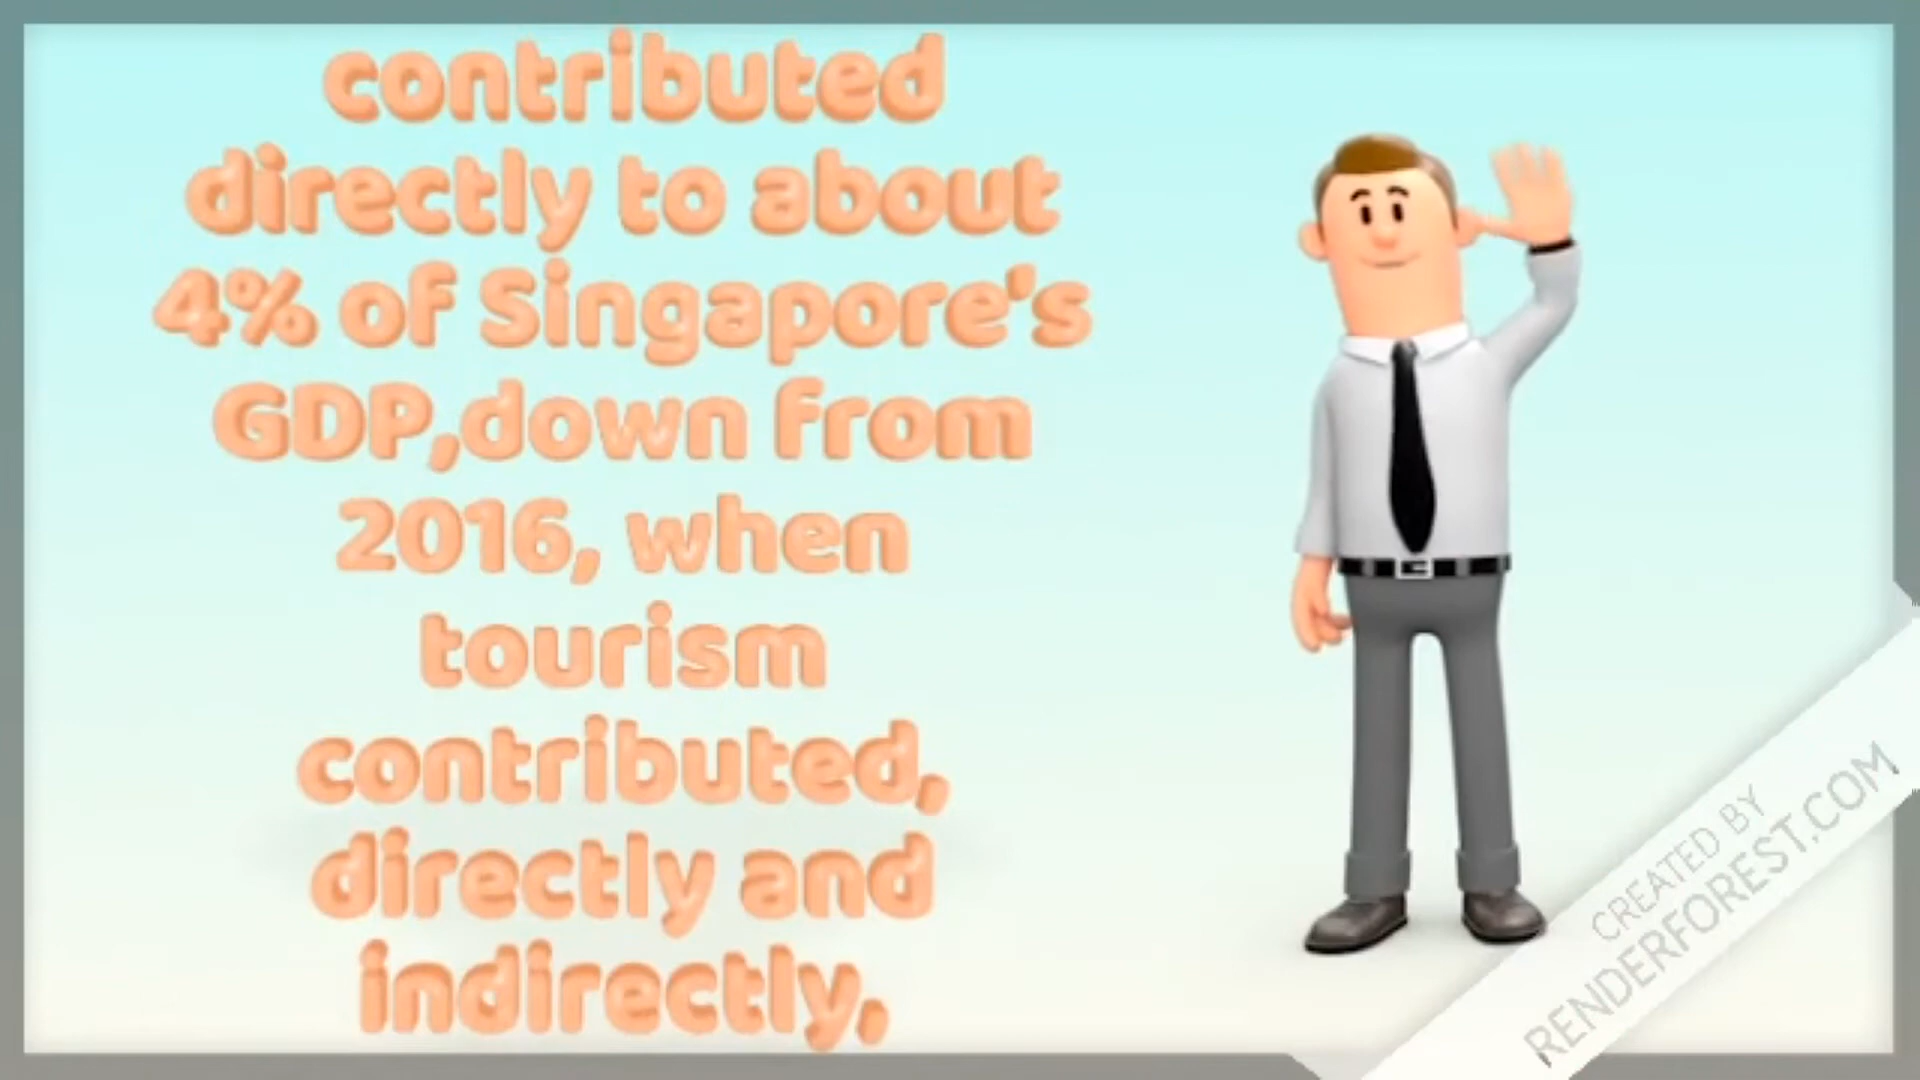 contributed
directly to about
4% of Singapore's
GDP,down from
2016, when
tourism
contributed,
directly and
indirectly,
CREATED BY
RENDERFOREST.COM